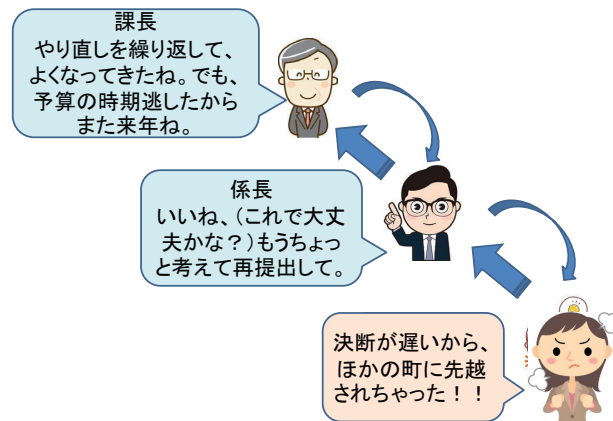 課長
やり直しを繰り返して、
よくなってきたね。でも、
予算の時期逃したから
また来年ね。
係長
いいね、(これで大丈
夫かな？)もうちょっ
と考えて再提出して。
決断が遅いから、
ほかの町に先越
されちゃった！！